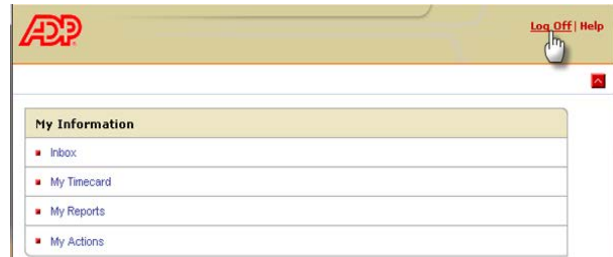 ADP
Log Off | Help
My Information
Inbox
My Timecard
My Reports
My Actions